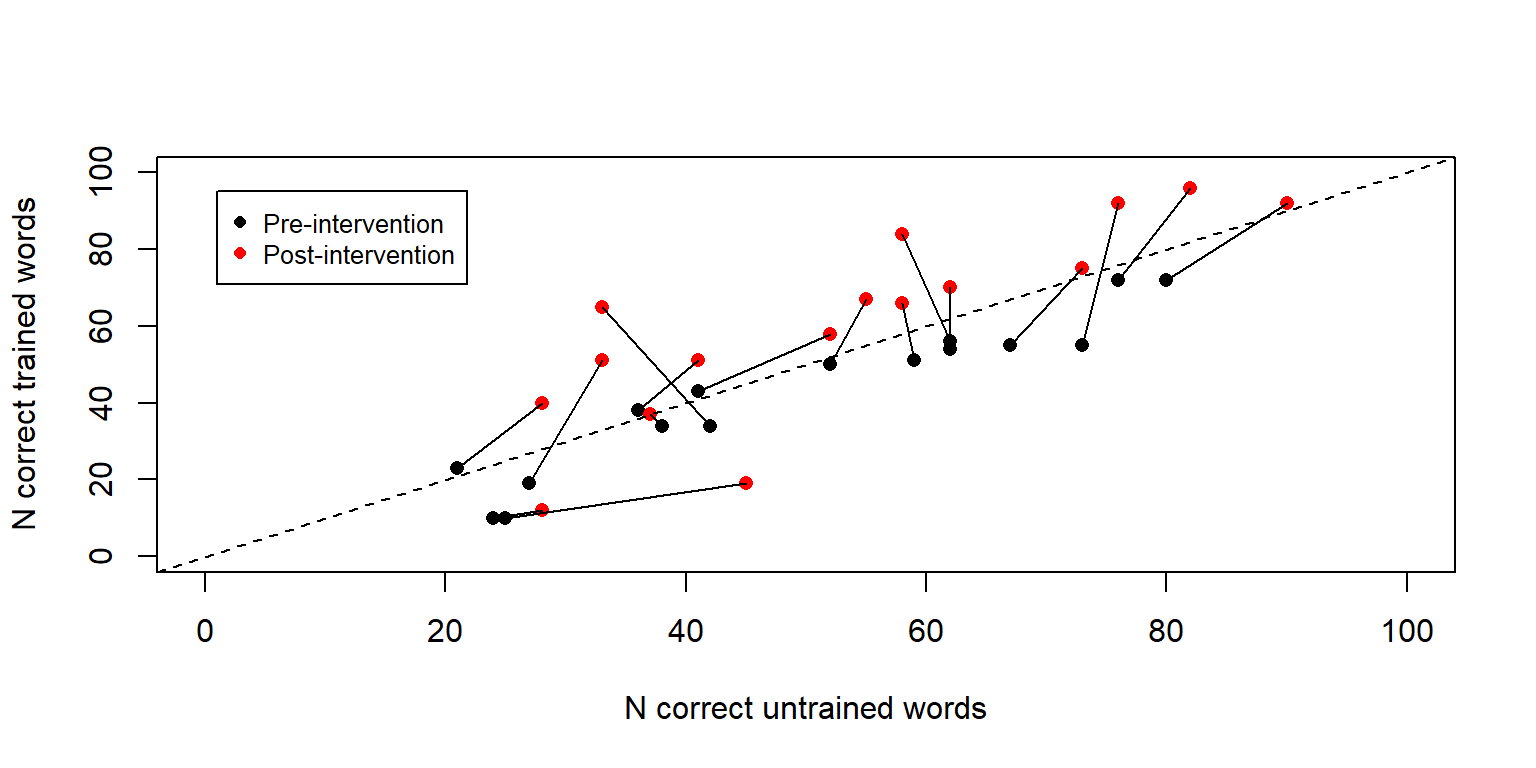 N correct trained words
100
80
60
40
20
0
Pre-intervention
Post-intervention
0 20 40 60 80 100
N correct untrained words